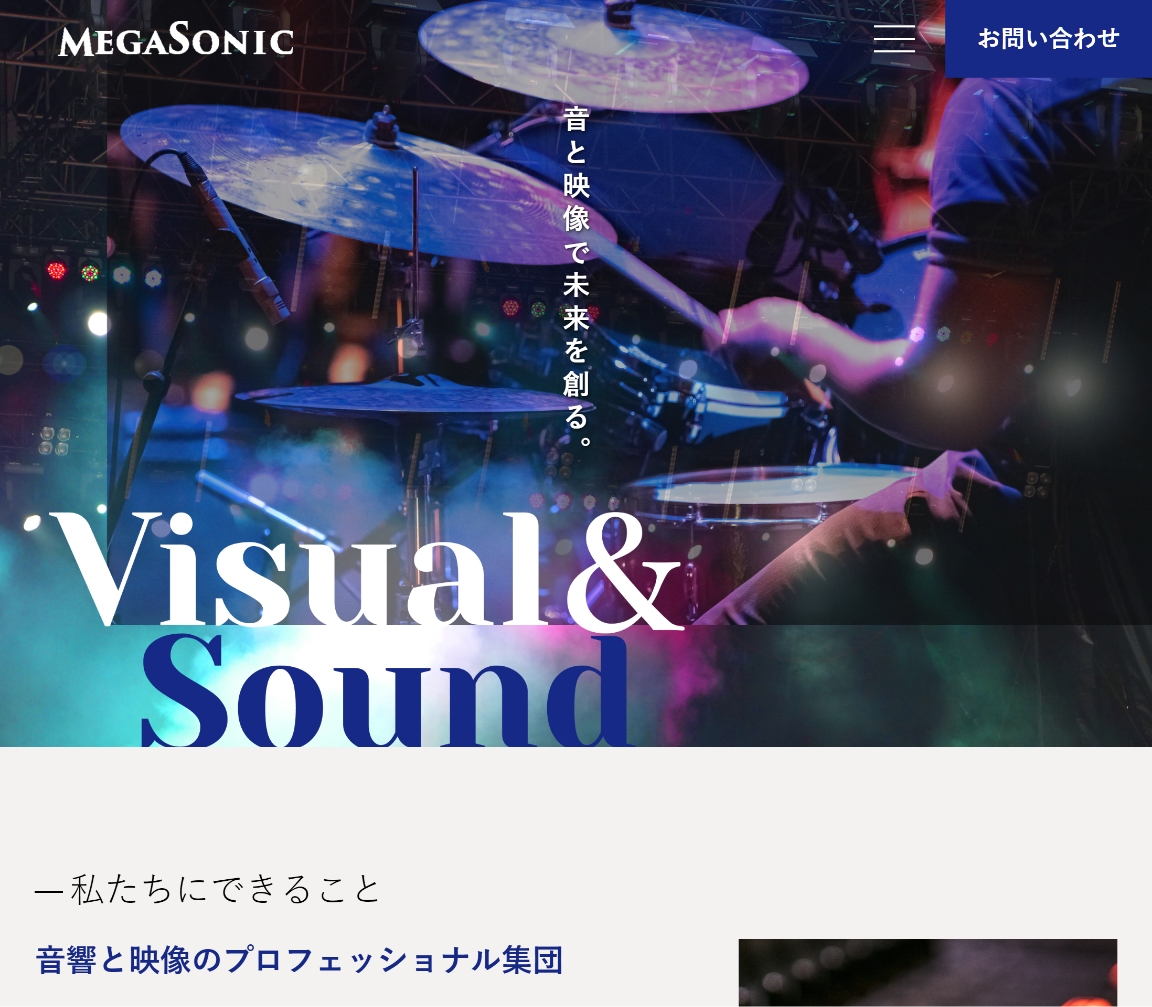 MEGASONIC
お問い合わせ
音と映像で未来を創る。
Visual&
Sound
— 私たちにできること
音響と映像のプロフェッショナル集団